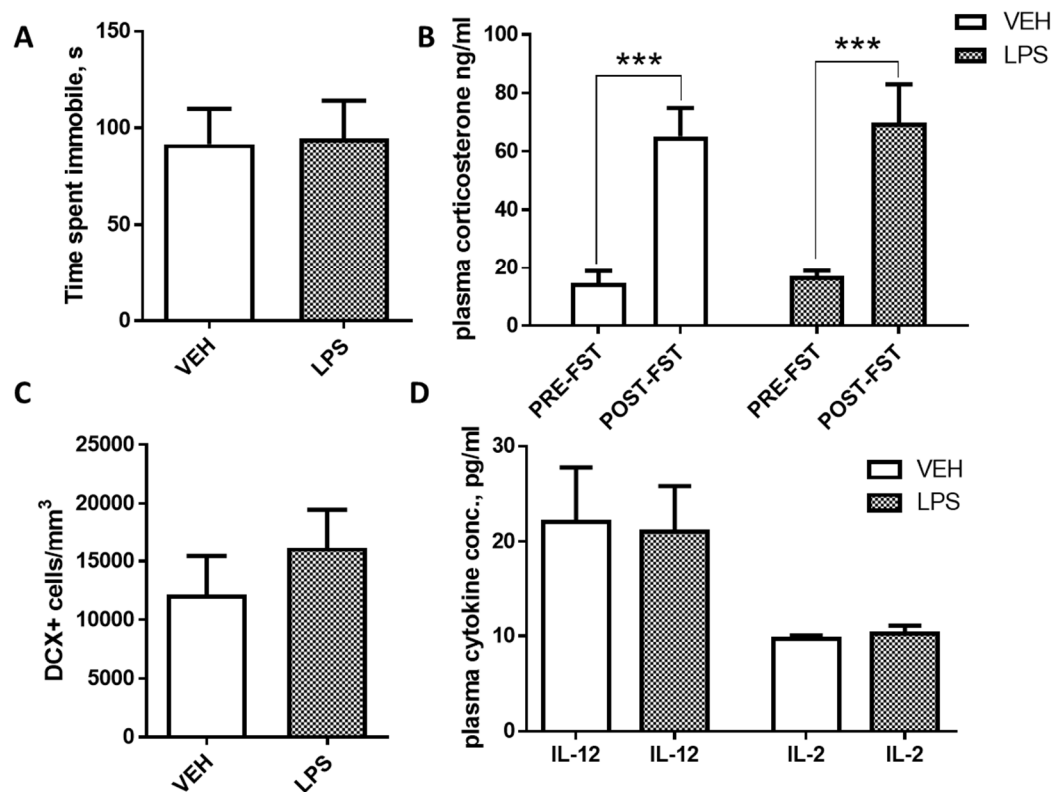 A
Time spent immobile, s
150
100
50
0
VEH
LPS
B
plasma corticosterone ng/ml
100
80
60
40
20
0
***
***
VEH
LPS
PRE-FST
POST-FST
PRE-FST
POST-FST
C
DCX+ cells/mm³
25000
20000
15000
10000
5000
0
VEH
LPS
D
plasma cytokine conc., pg/ml
30
20
10
0
VEH
LPS
IL-12
IL-12
IL-2
IL-2